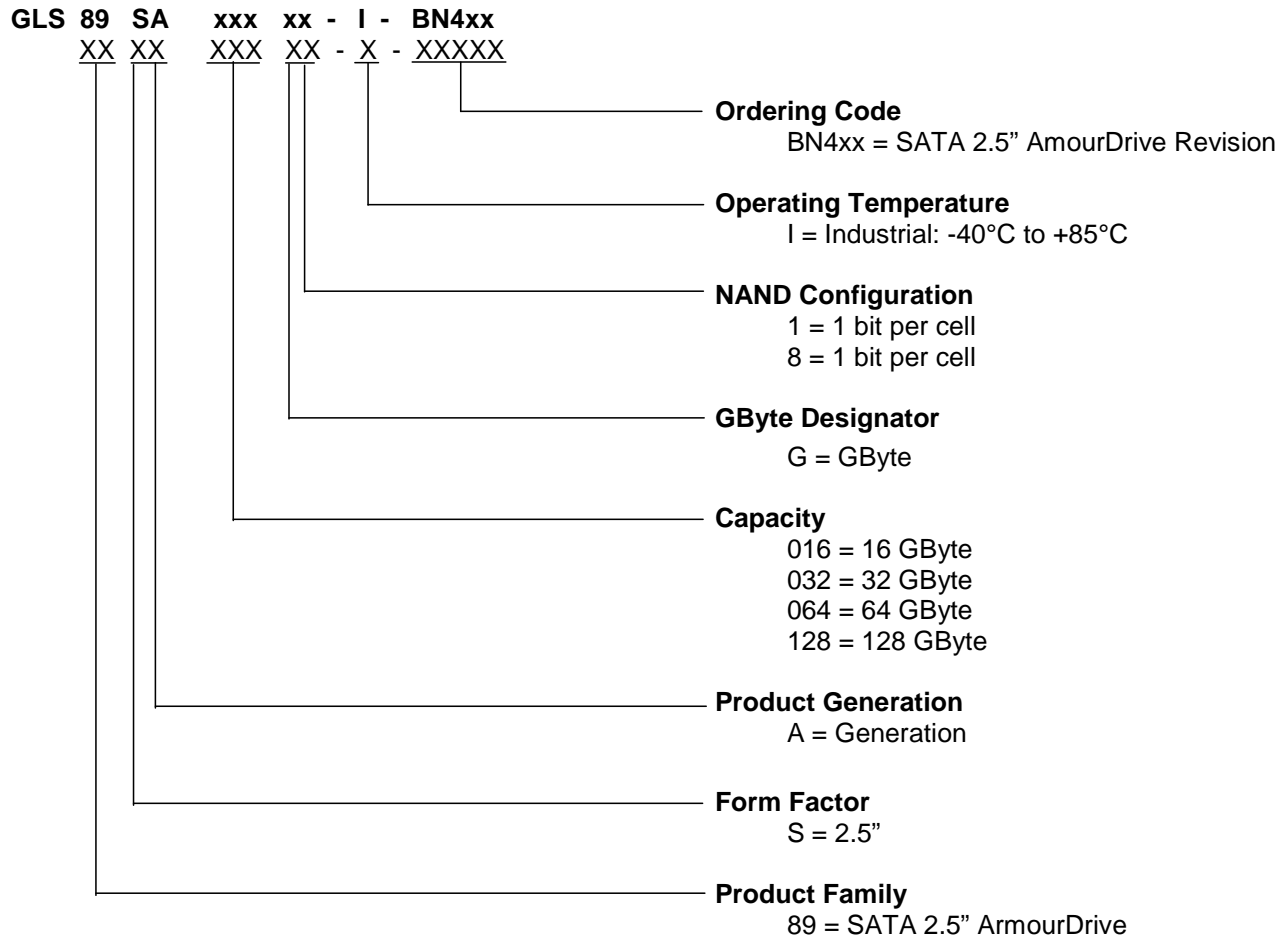 GLS 89 SA xxx xx - I - BN4xx
XX XX XXX XX - X - XXXXX
Ordering Code
BN4xx = SATA 2.5” AmourDrive Revision
Operating Temperature
I = Industrial: -40°C to +85°C
NAND Configuration
1 = 1 bit per cell
8 = 1 bit per cell
GByte Designator
G = GByte
Capacity
016 = 16 GByte
032 = 32 GByte
064 = 64 GByte
128 = 128 GByte
Product Generation
A = Generation
Form Factor
S = 2.5”
Product Family
89 = SATA 2.5” ArmourDrive